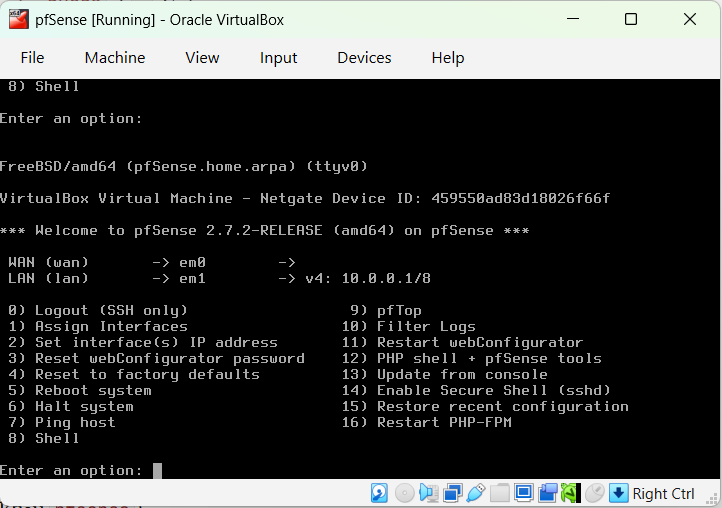 pfSense [Running] - Oracle VirtualBox
File Machine View Input Devices Help
8) Shell
Enter an option:
FreeBSD/amd64 (pfSense.home.arpa) (ttyv0)
VirtualBox Virtual Machine - Netgate Device ID: 459550ad83d18026f66f
*** Welcome to pfSense 2.7.2-RELEASE (amd64) on pfSense ***
WAN (wan) -> em0 ->
LAN (lan) -> em1 -> v4: 10.0.0.1/8
0) Logout (SSH only) 9) pfTop
1) Assign Interfaces 10) Filter Logs
2) Set interface(s) IP address 11) Restart webConfigurator
3) Reset webConfigurator password 12) PHP shell + pfSense tools
4) Reset to factory defaults 13) Update from console
5) Reboot system 14) Enable Secure Shell (sshd)
6) Halt system 15) Restore recent configuration
7) Ping host 16) Restart PHP-FPM
8) Shell
Enter an option:
Right Ctrl